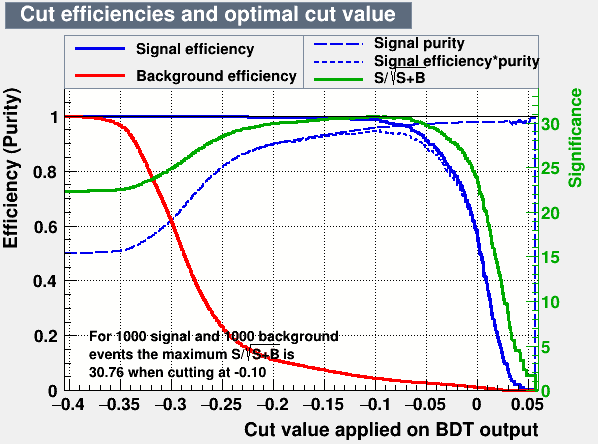 Cut efficiencies and optimal cut value
Signal efficiency
Background efficiency
Signal purity
Signal efficiency*purity
S/√S+B
Efficiency (Purity)
1
0.8
0.6
0.4
0.2
0
Significance
30
25
20
15
10
5
0
For 1000 signal and 1000 background
events the maximum S/√S+B is
30.76 when cutting at -0.10
−0.4 −0.35 −0.3 −0.25 −0.2 −0.15 −0.1 −0.05 0 0.05
Cut value applied on BDT output